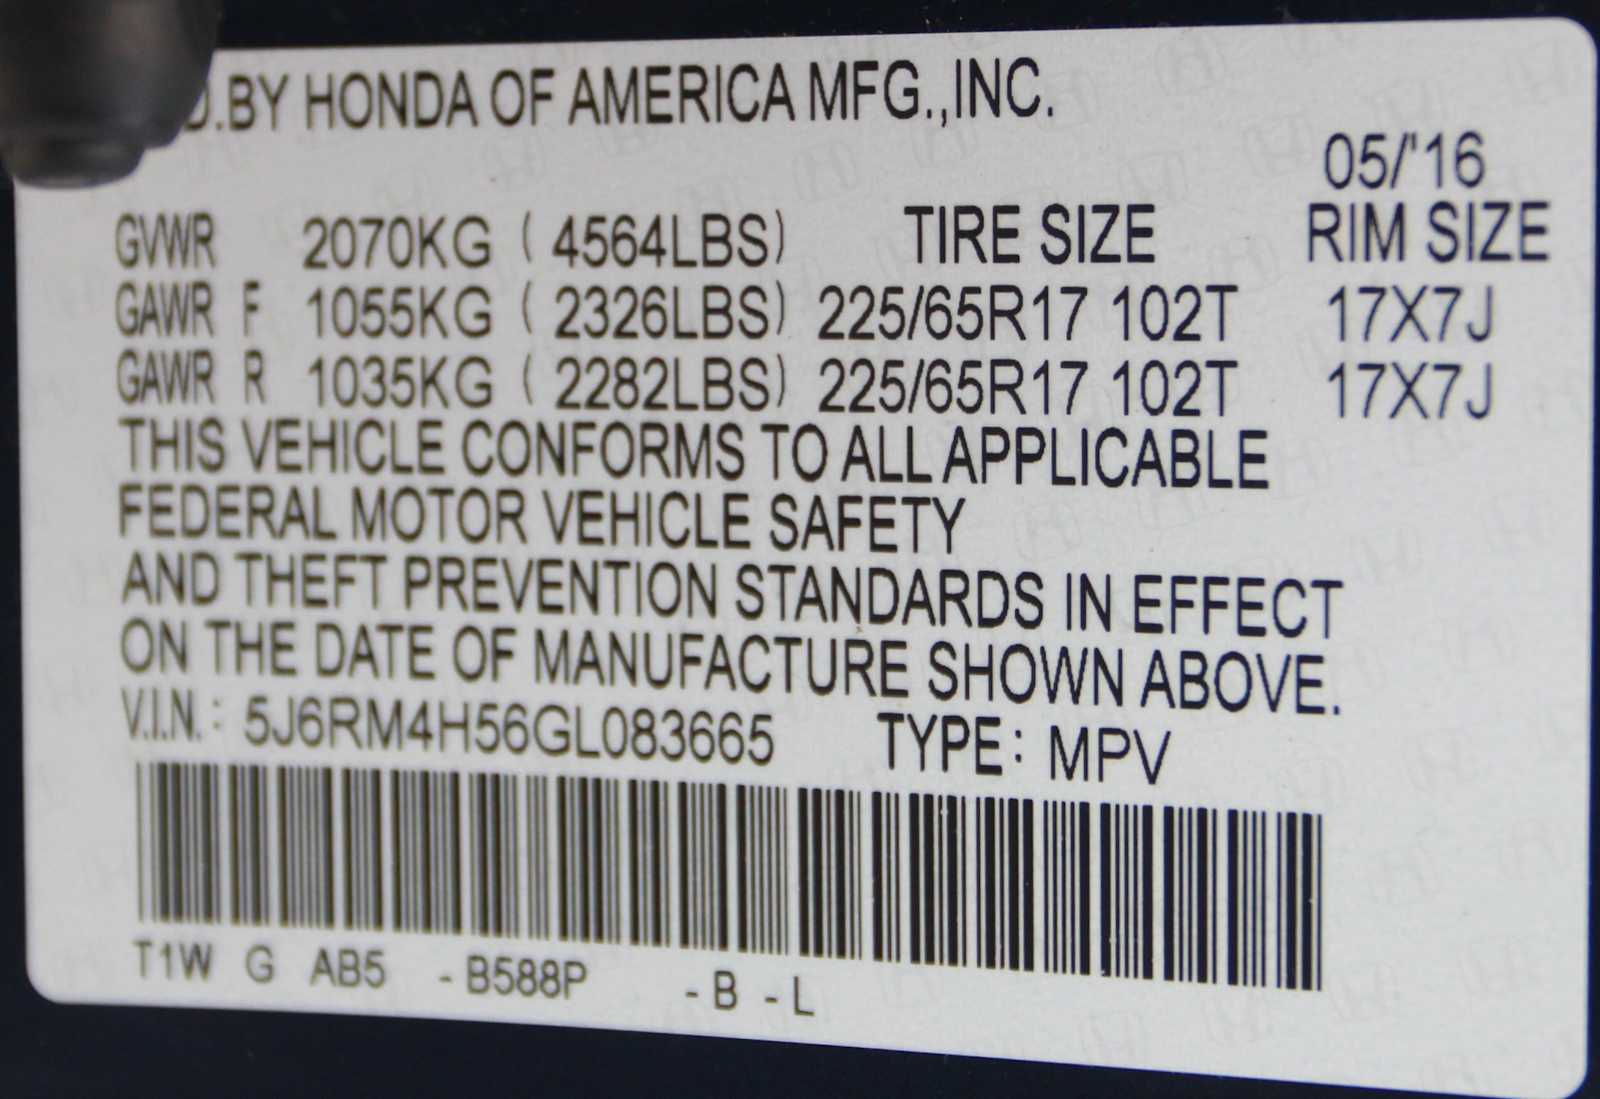 .BY HONDA OF AMERICA MFG.,INC.
05/'16
GVWR 2070KG ( 4564LBS) TIRE SIZE RIM SIZE
GAWR F 1055KG ( 2326LBS) 225/65R17 102T 17X7J
GAWR R 1035KG ( 2282LBS) 225/65R17 102T 17X7J
THIS VEHICLE CONFORMS TO ALL APPLICABLE
FEDERAL MOTOR VEHICLE SAFETY
AND THEFT PREVENTION STANDARDS IN EFFECT
ON THE DATE OF MANUFACTURE SHOWN ABOVE.
V.I.N.: 5J6RM4H56GL083665 TYPE: MPV
T1W G AB5 - B588P - B - L